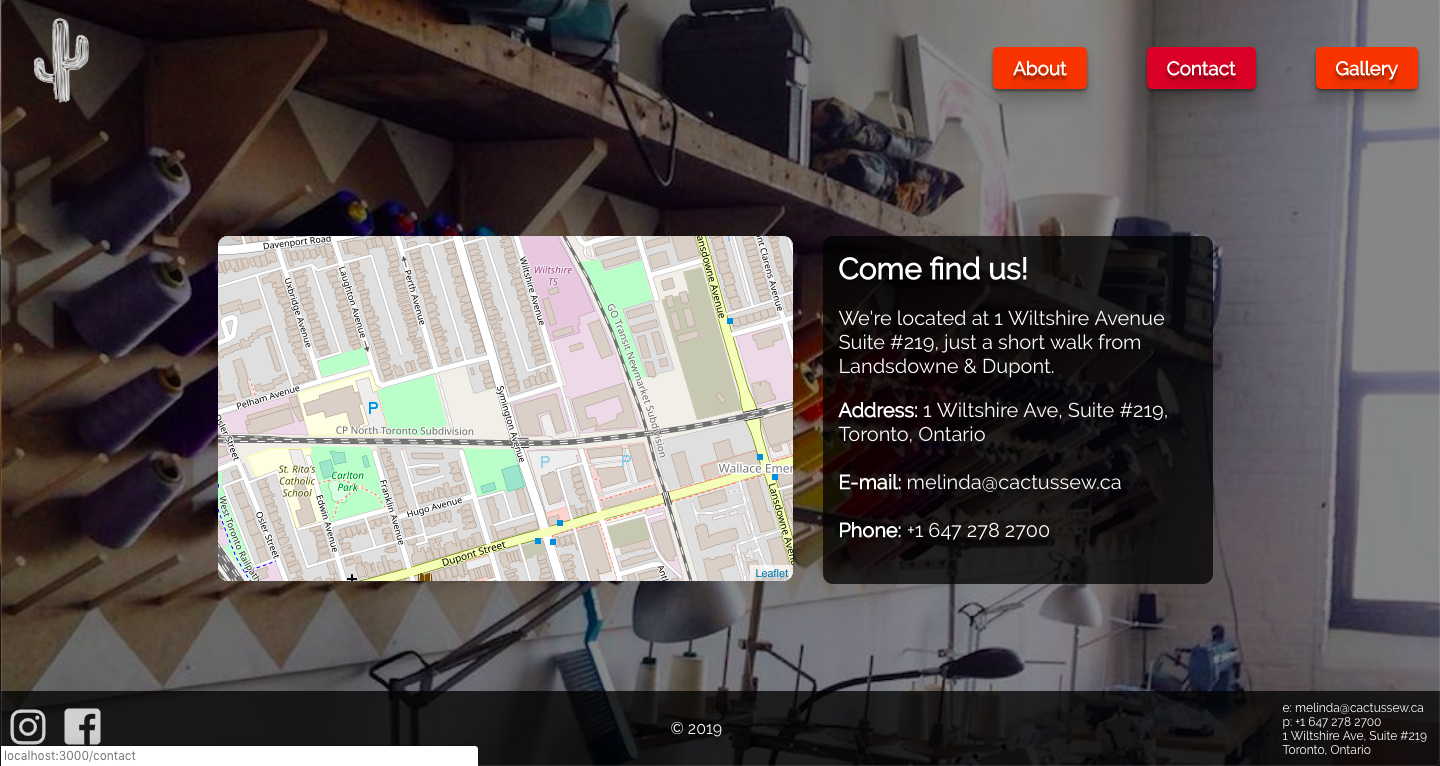 About
Contact
Gallery
Davenport Road
Uxbridge Avenue
Laughton Avenue
Perth Avenue
Wiltshire Avenue
Wiltshire
TS
Lansdowne Avenue
nt Clarens Avenue
GO Transit Newmarket Subdivision
Pelham Avenue
P
Osler Street
CP North Toronto Subdivision
Symington Avenue
St. Rita's
Catholic
School
Carlton
Park
P
P
Wallace Emer
Edwin Avenue
Franklin Avenue
Hugo Avenue
West Toronto Railpath
Osler Street
Dupont Street
Lansdowne Avenu
Antl
Leaflet
Come find us!
We're located at 1 Wiltshire Avenue
Suite #219, just a short walk from
Landsdowne & Dupont.
Address: 1 Wiltshire Ave, Suite #219,
Toronto, Ontario
E-mail: melinda@cactussew.ca
Phone: +1 647 278 2700
© 2019
e: melinda@cactussew.ca
p: +1 647 278 2700
1 Wiltshire Ave, Suite #219
Toronto, Ontario
localhost:3000/contact